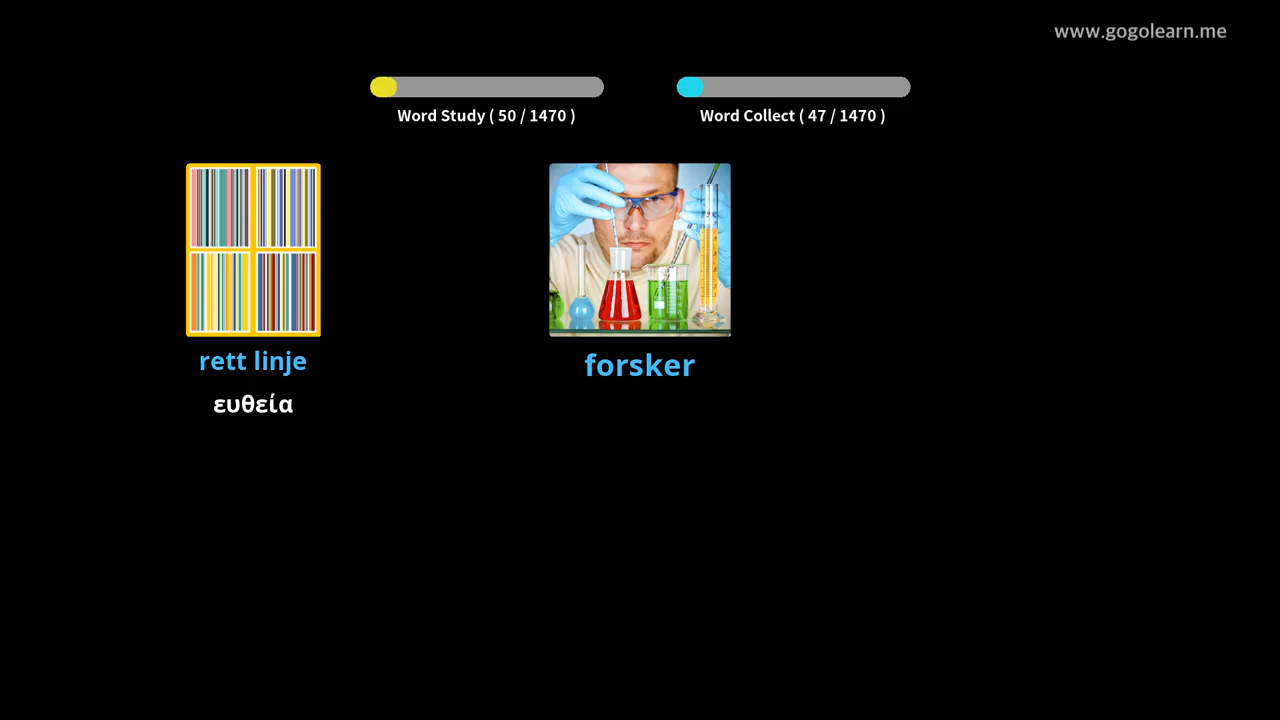 www.gogolearn.me
Word Study ( 50 / 1470 )
Word Collect ( 47 / 1470 )
rett linje
ευθεία
forsker